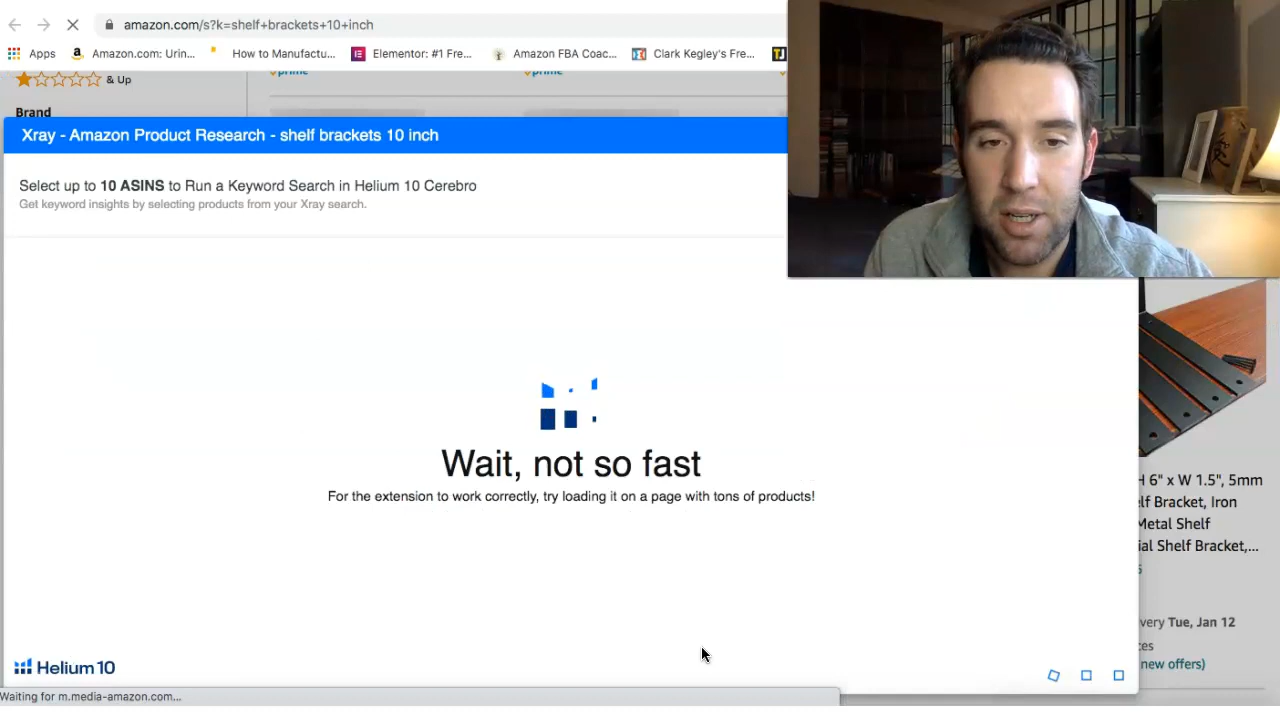 amazon.com/s?k=shelf+brackets+10+inch
Apps
Amazon.com: Urin...
How to Manufactu...
Elementor: #1 Fre...
Amazon FBA Coac...
Clark Kegley's Fre...
TJ
& Up
prime
prime
Brand
Xray - Amazon Product Research - shelf brackets 10 inch
Select up to 10 ASINS to Run a Keyword Search in Helium 10 Cerebro
Get keyword insights by selecting products from your Xray search.
Wait, not so fast
For the extension to work correctly, try loading it on a page with tons of products!
H 6" x W 1.5", 5mm
elf Bracket, Iron
Metal Shelf
ial Shelf Bracket,...
very Tue, Jan 12
ces
new offers)
Helium 10
Waiting for m.media-amazon.com...